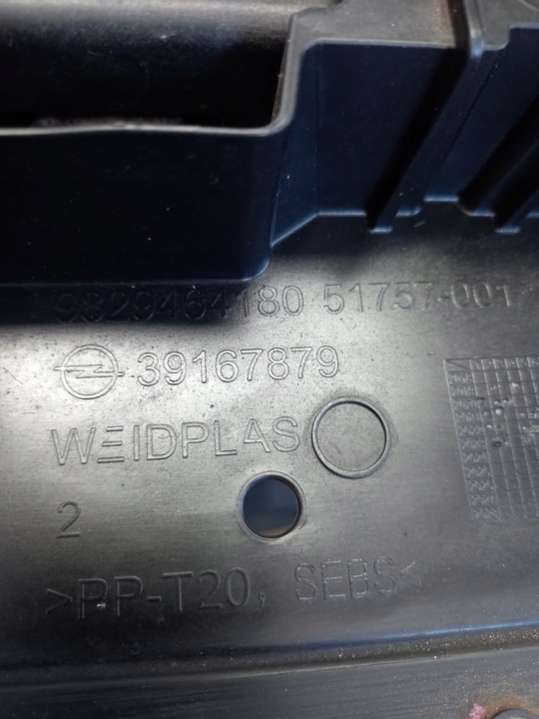 9829464180 51757-001
39167879
WEIDPLAS
2
>PP-T20, SEBS<